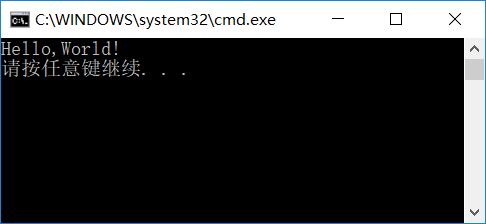 C:\WINDOWS\system32\cmd.exe
Hello,World!
请按任意键继续. . .